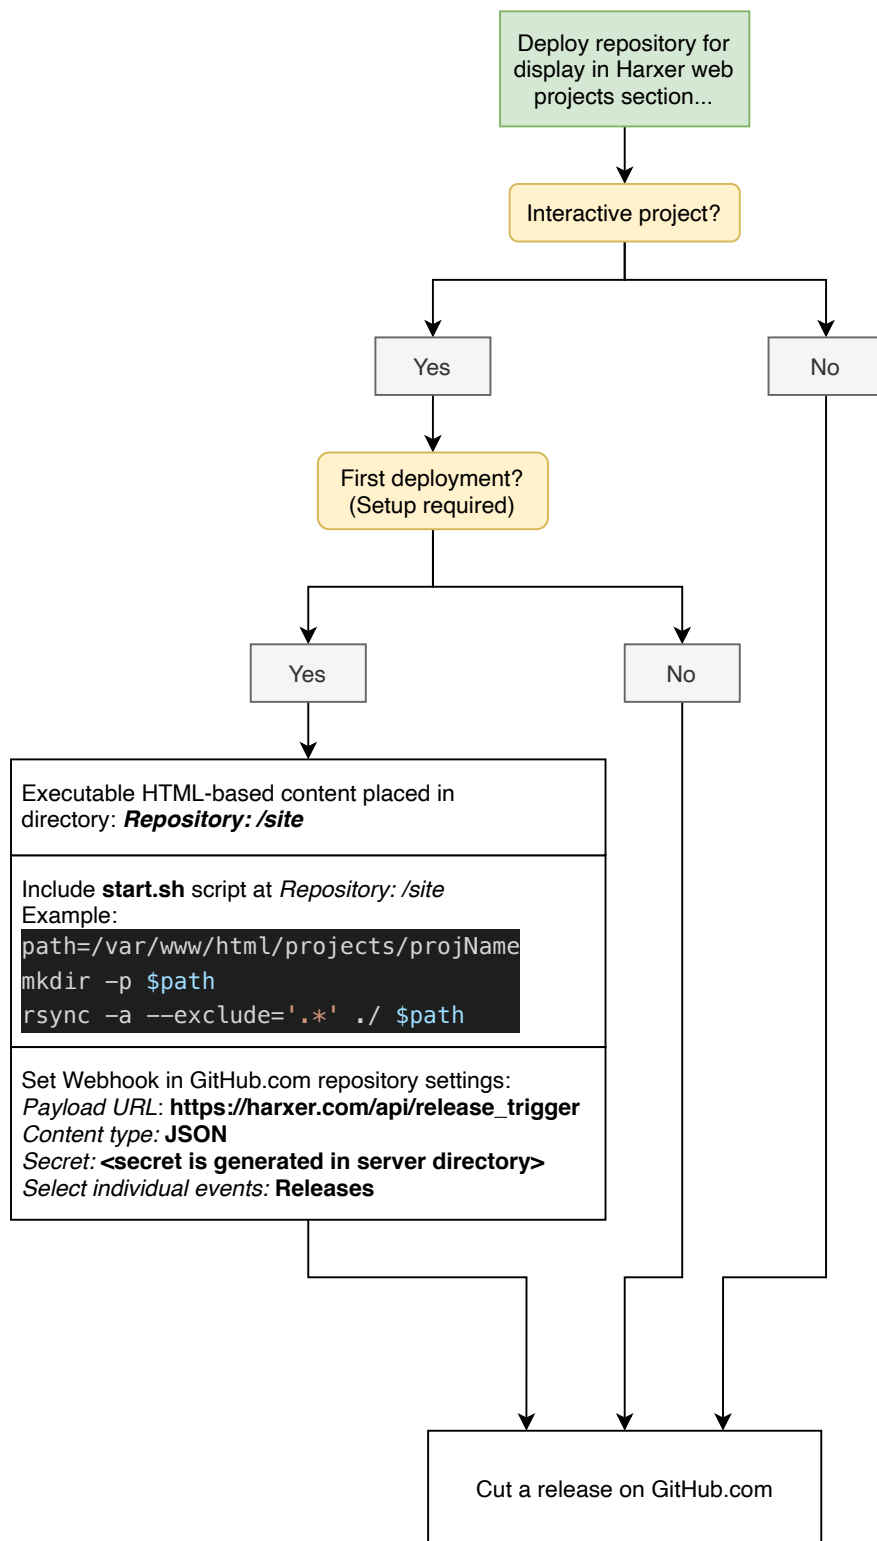 Deploy repository for
display in Harxer web
projects section...
Interactive project?
Yes
No
First deployment?
(Setup required)
Yes
No
Executable HTML-based content placed in
directory: Repository: /site
Include start.sh script at Repository: /site
Example:
path=/var/www/html/projects/projName
mkdir -p $path
rsync -a --exclude='.*' ./ $path
Set Webhook in GitHub.com repository settings:
Payload URL: https://harxer.com/api/release_trigger
Content type: JSON
Secret: <secret is generated in server directory>
Select individual events: Releases
Cut a release on GitHub.com